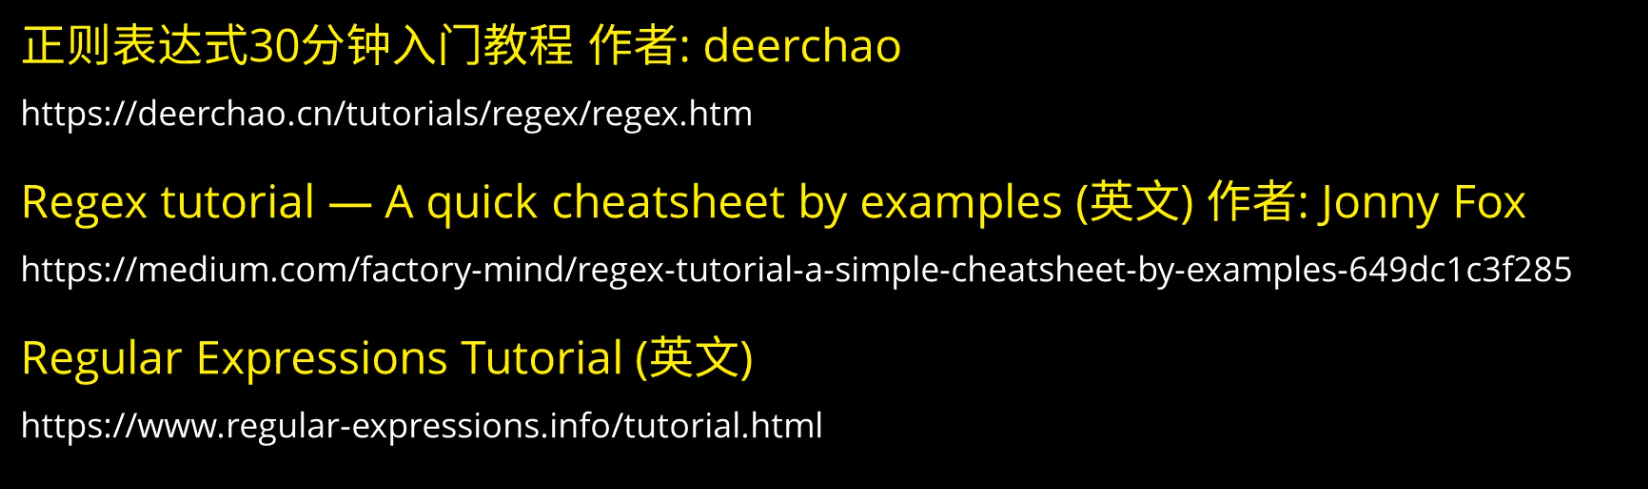 正则表达式30分钟入门教程 作者: deerchao
https://deerchao.cn/tutorials/regex/regex.htm
Regex tutorial — A quick cheatsheet by examples (英文) 作者: Jonny Fox
https://medium.com/factory-mind/regex-tutorial-a-simple-cheatsheet-by-examples-649dc1c3f285
Regular Expressions Tutorial (英文)
https://www.regular-expressions.info/tutorial.html